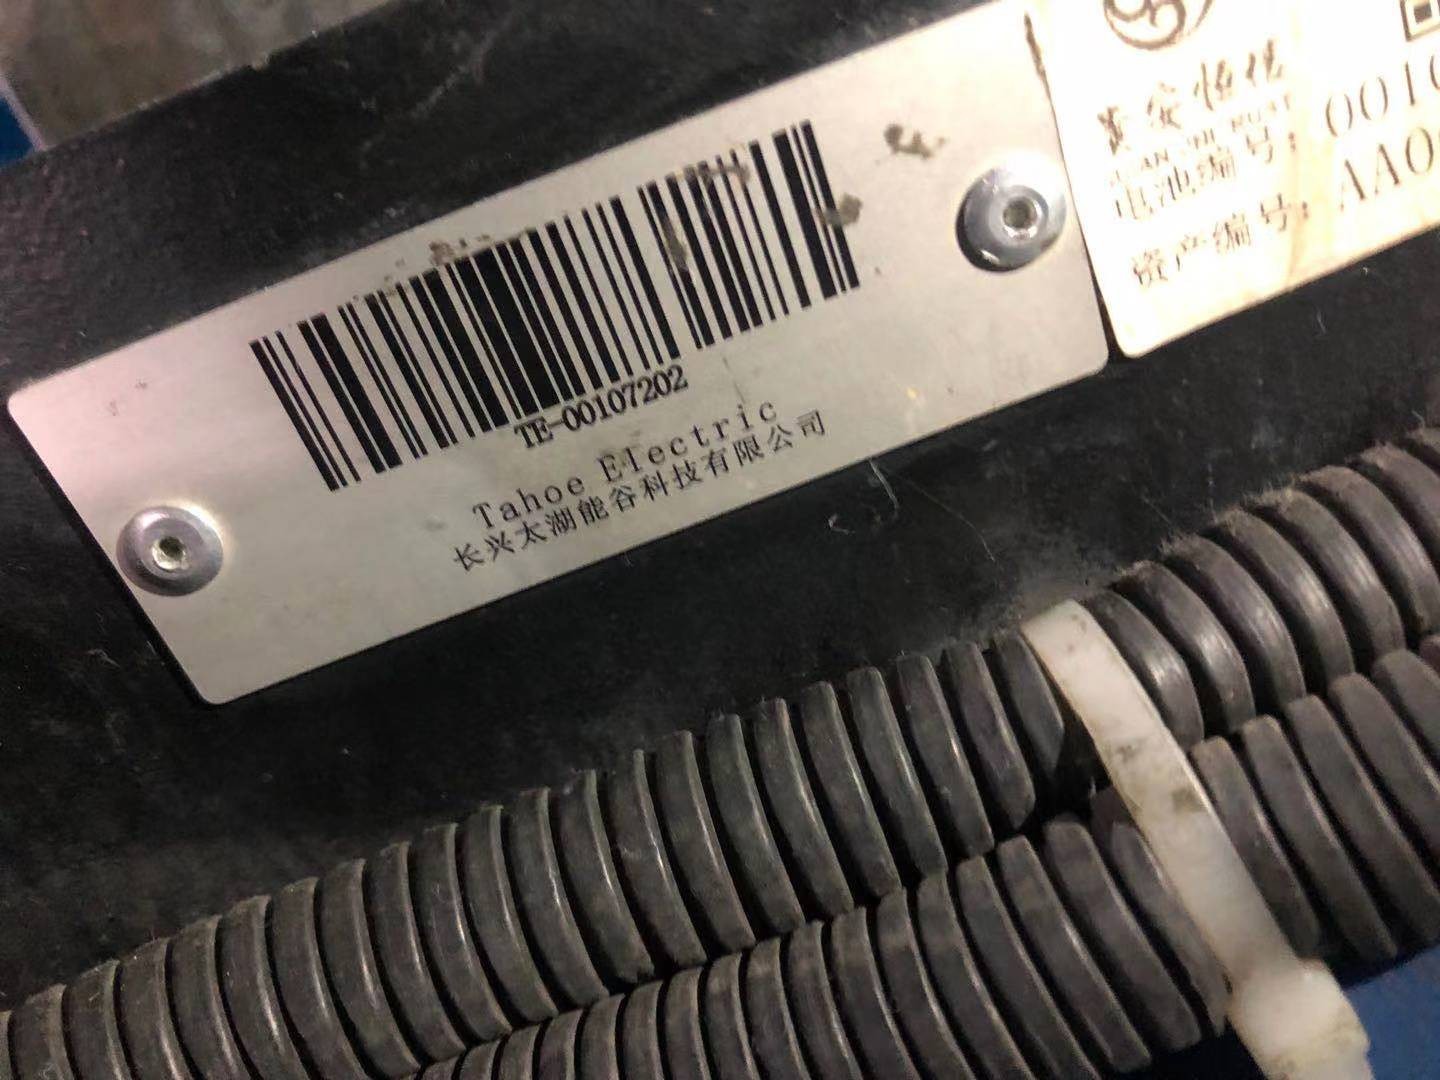 TE-00107202
Tahoe Electric
长兴太湖能谷科技有限公司
电池编号: 0010
资产编号: AA0